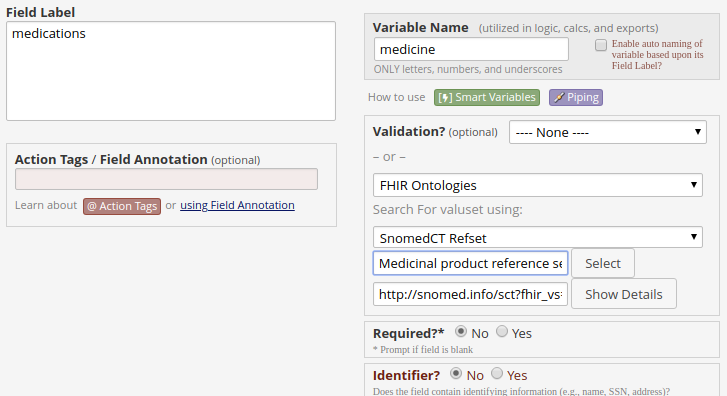 Field Label
medications
Action Tags / Field Annotation (optional)
Learn about @ Action Tags or using Field Annotation
Variable Name (utilized in logic, calcs, and exports)
medicine
ONLY letters, numbers, and underscores
Enable auto naming of
variable based upon its
Field Label?
How to use Smart Variables Piping
Validation? (optional) ---- None ----
– or –
FHIR Ontologies
Search For valuset using:
SnomedCT Refset
Medicinal product reference se Select
http://snomed.info/sct?fhir_vs= Show Details
Required?* No Yes
* Prompt if field is blank
Identifier? No Yes
Does the field contain identifying information (e.g., name, SSN, address)?